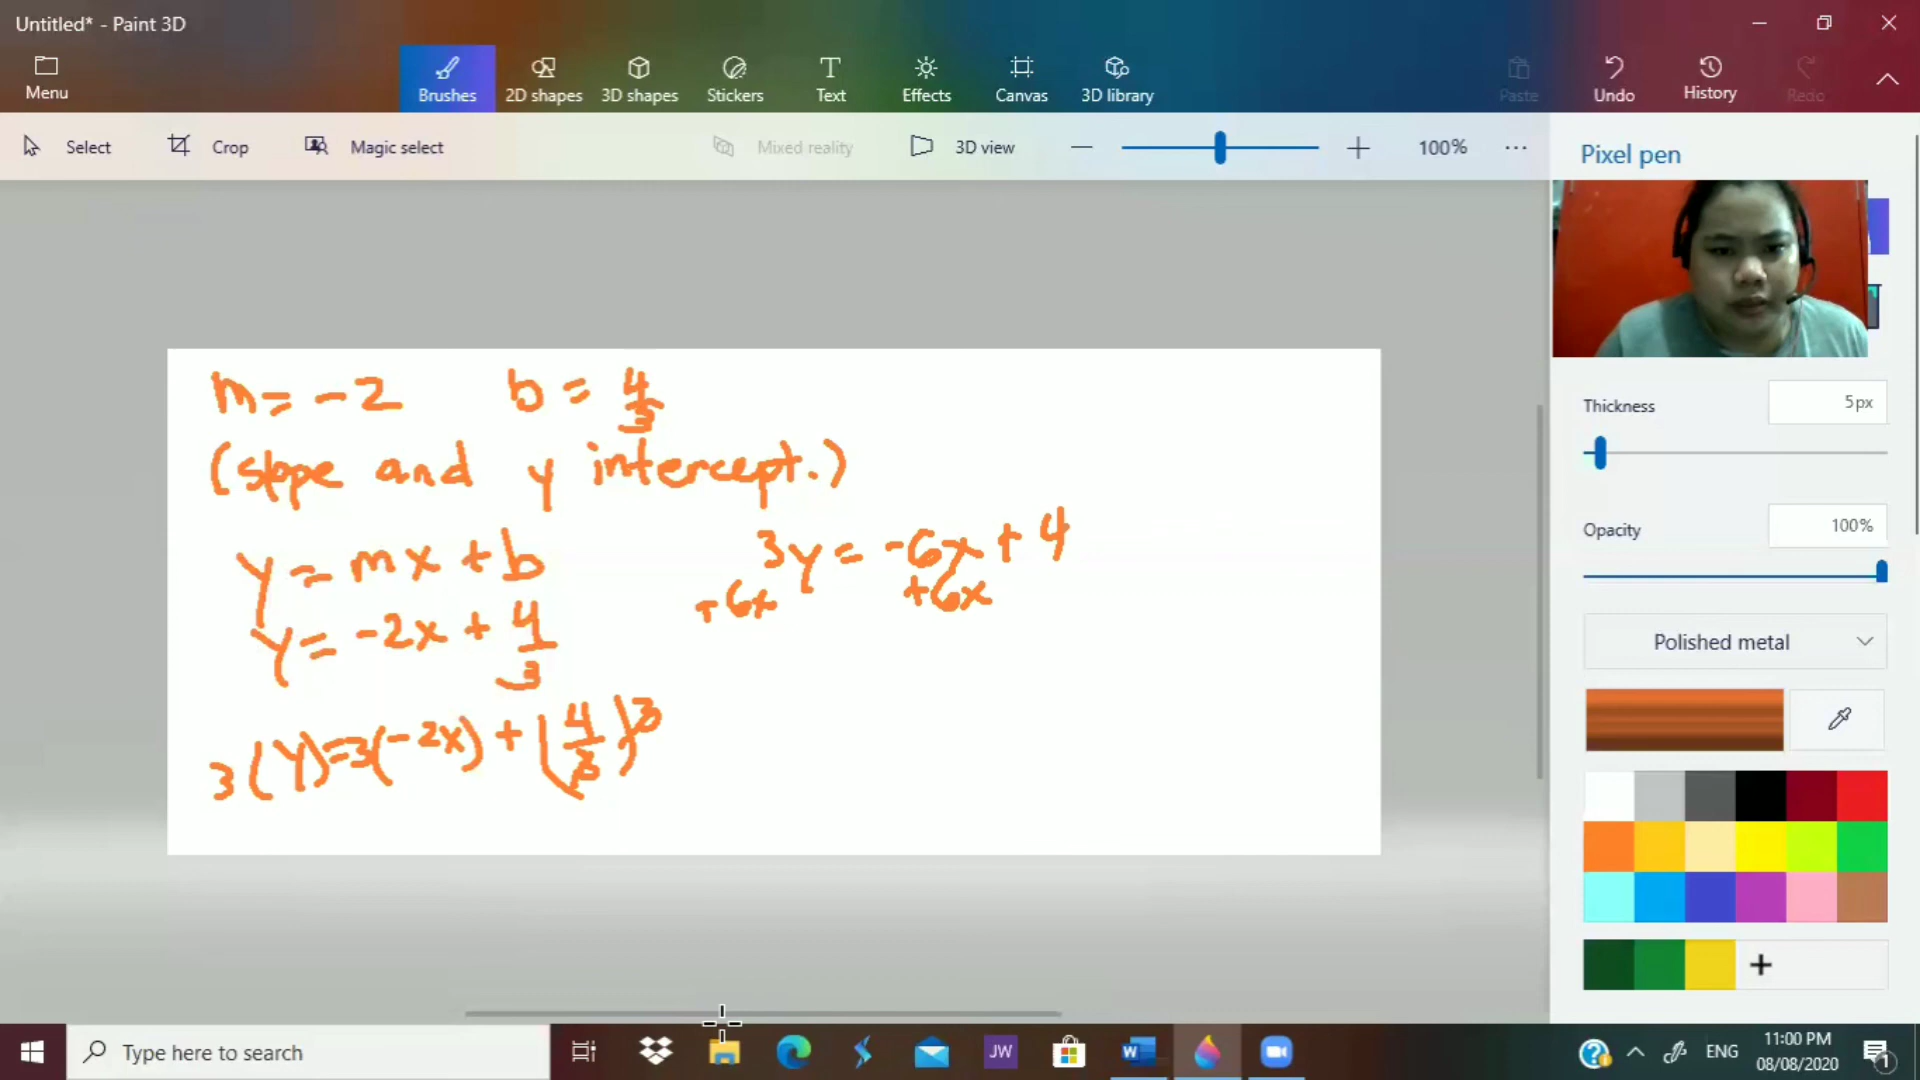 Untitled* - Paint 3D
Menu
Brushes
2D shapes
3D shapes
Stickers
Text
Effects
Canvas
3D library
Paste
Undo
History
Redo
Select
Crop
Magic select
Mixed reality
3D view
100%
Pixel pen
Thickness
5px
Opacity
100%
Polished metal
m = -2 b = 4/3
(slope and y intercept.)
y = mx + b
3y = -6x + 4
+6x +6x
y = -2x + 4/3
3(y)=3(-2x) + (4/3)3
Type here to search
JW
ENG
11:00 PM
08/08/2020
1